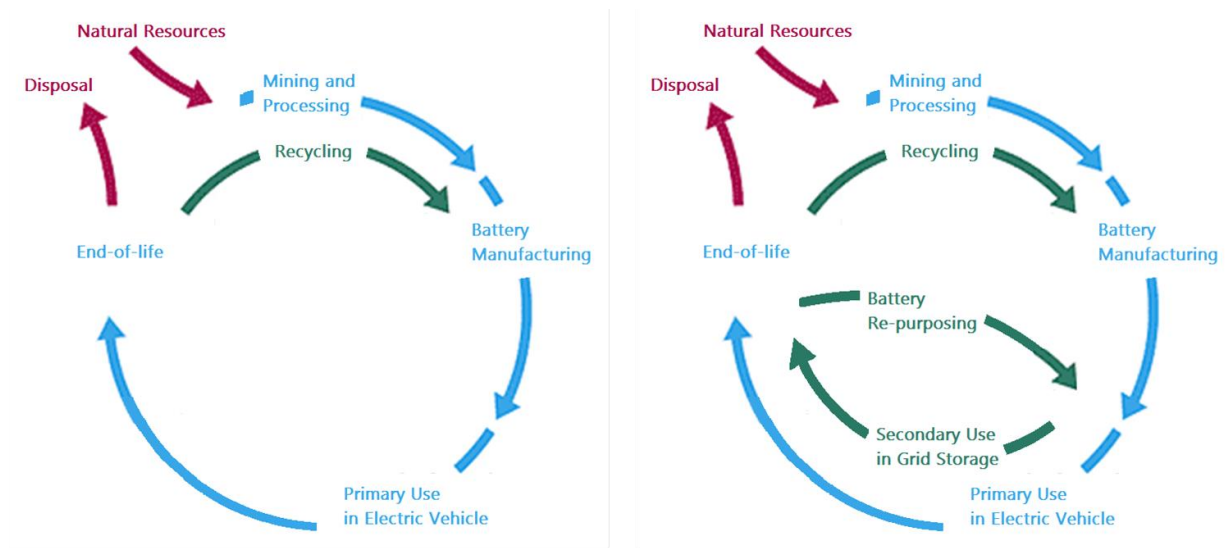 Natural Resources
Disposal
Mining and
Processing
Recycling
End-of-life
Battery
Manufacturing
Primary Use
in Electric Vehicle
Natural Resources
Disposal
Mining and
Processing
Recycling
End-of-life
Battery
Manufacturing
Battery
Re-purposing
Secondary Use
in Grid Storage
Primary Use
in Electric Vehicle